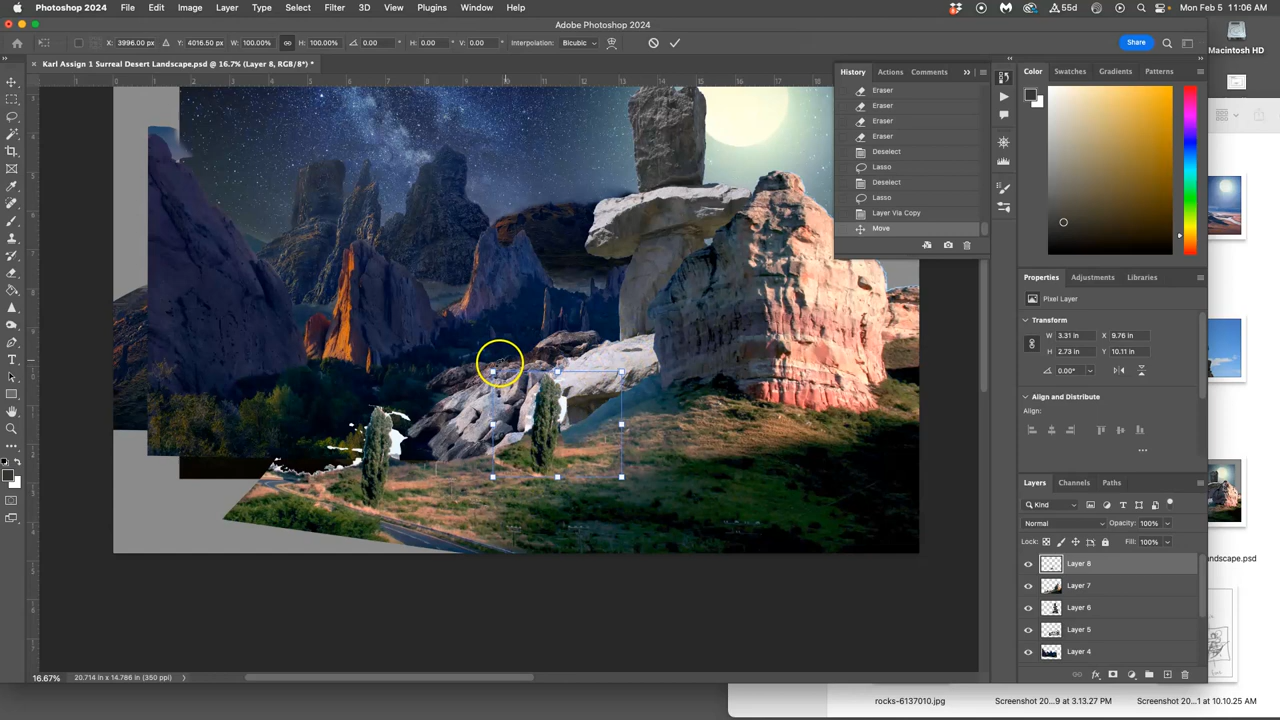 Photoshop 2024 File Edit Image Layer Type Select Filter 3D View Plugins Window Help 55d Mon Feb 5 11:06 AM
Adobe Photoshop 2024
X: 3996.00 px Y: 4016.50 px W: 100.00% H: 100.00% 0.00 ° H: 0.00 ° V: 0.00 ° Interpolation: Bicubic Share
Macintosh HD
Karl Assign 1 Surreal Desert Landscape.psd @ 16.7% (Layer 8, RGB/8*) *
History Actions Comments
Color Swatches Gradients Patterns
Eraser
Eraser
Eraser
Eraser
Deselect
Lasso
Deselect
Lasso
Layer Via Copy
Move
Properties Adjustments Libraries
Pixel Layer
Transform
W: 3.31 in X: 9.76 in
H: 2.73 in Y: 10.11 in
0.00°
Align and Distribute
Align:
Layers Channels Paths
Kind
Normal Opacity: 100%
Lock: Fill: 100%
Layer 8
Layer 7
Layer 6
Layer 5
Layer 4
andscape.psd
16.67% 20.714 in x 14.786 in (350 ppi)
rocks-6137010.jpg Screenshot 20...9 at 3.13.27 PM Screenshot 20...1 at 10.10.25 AM